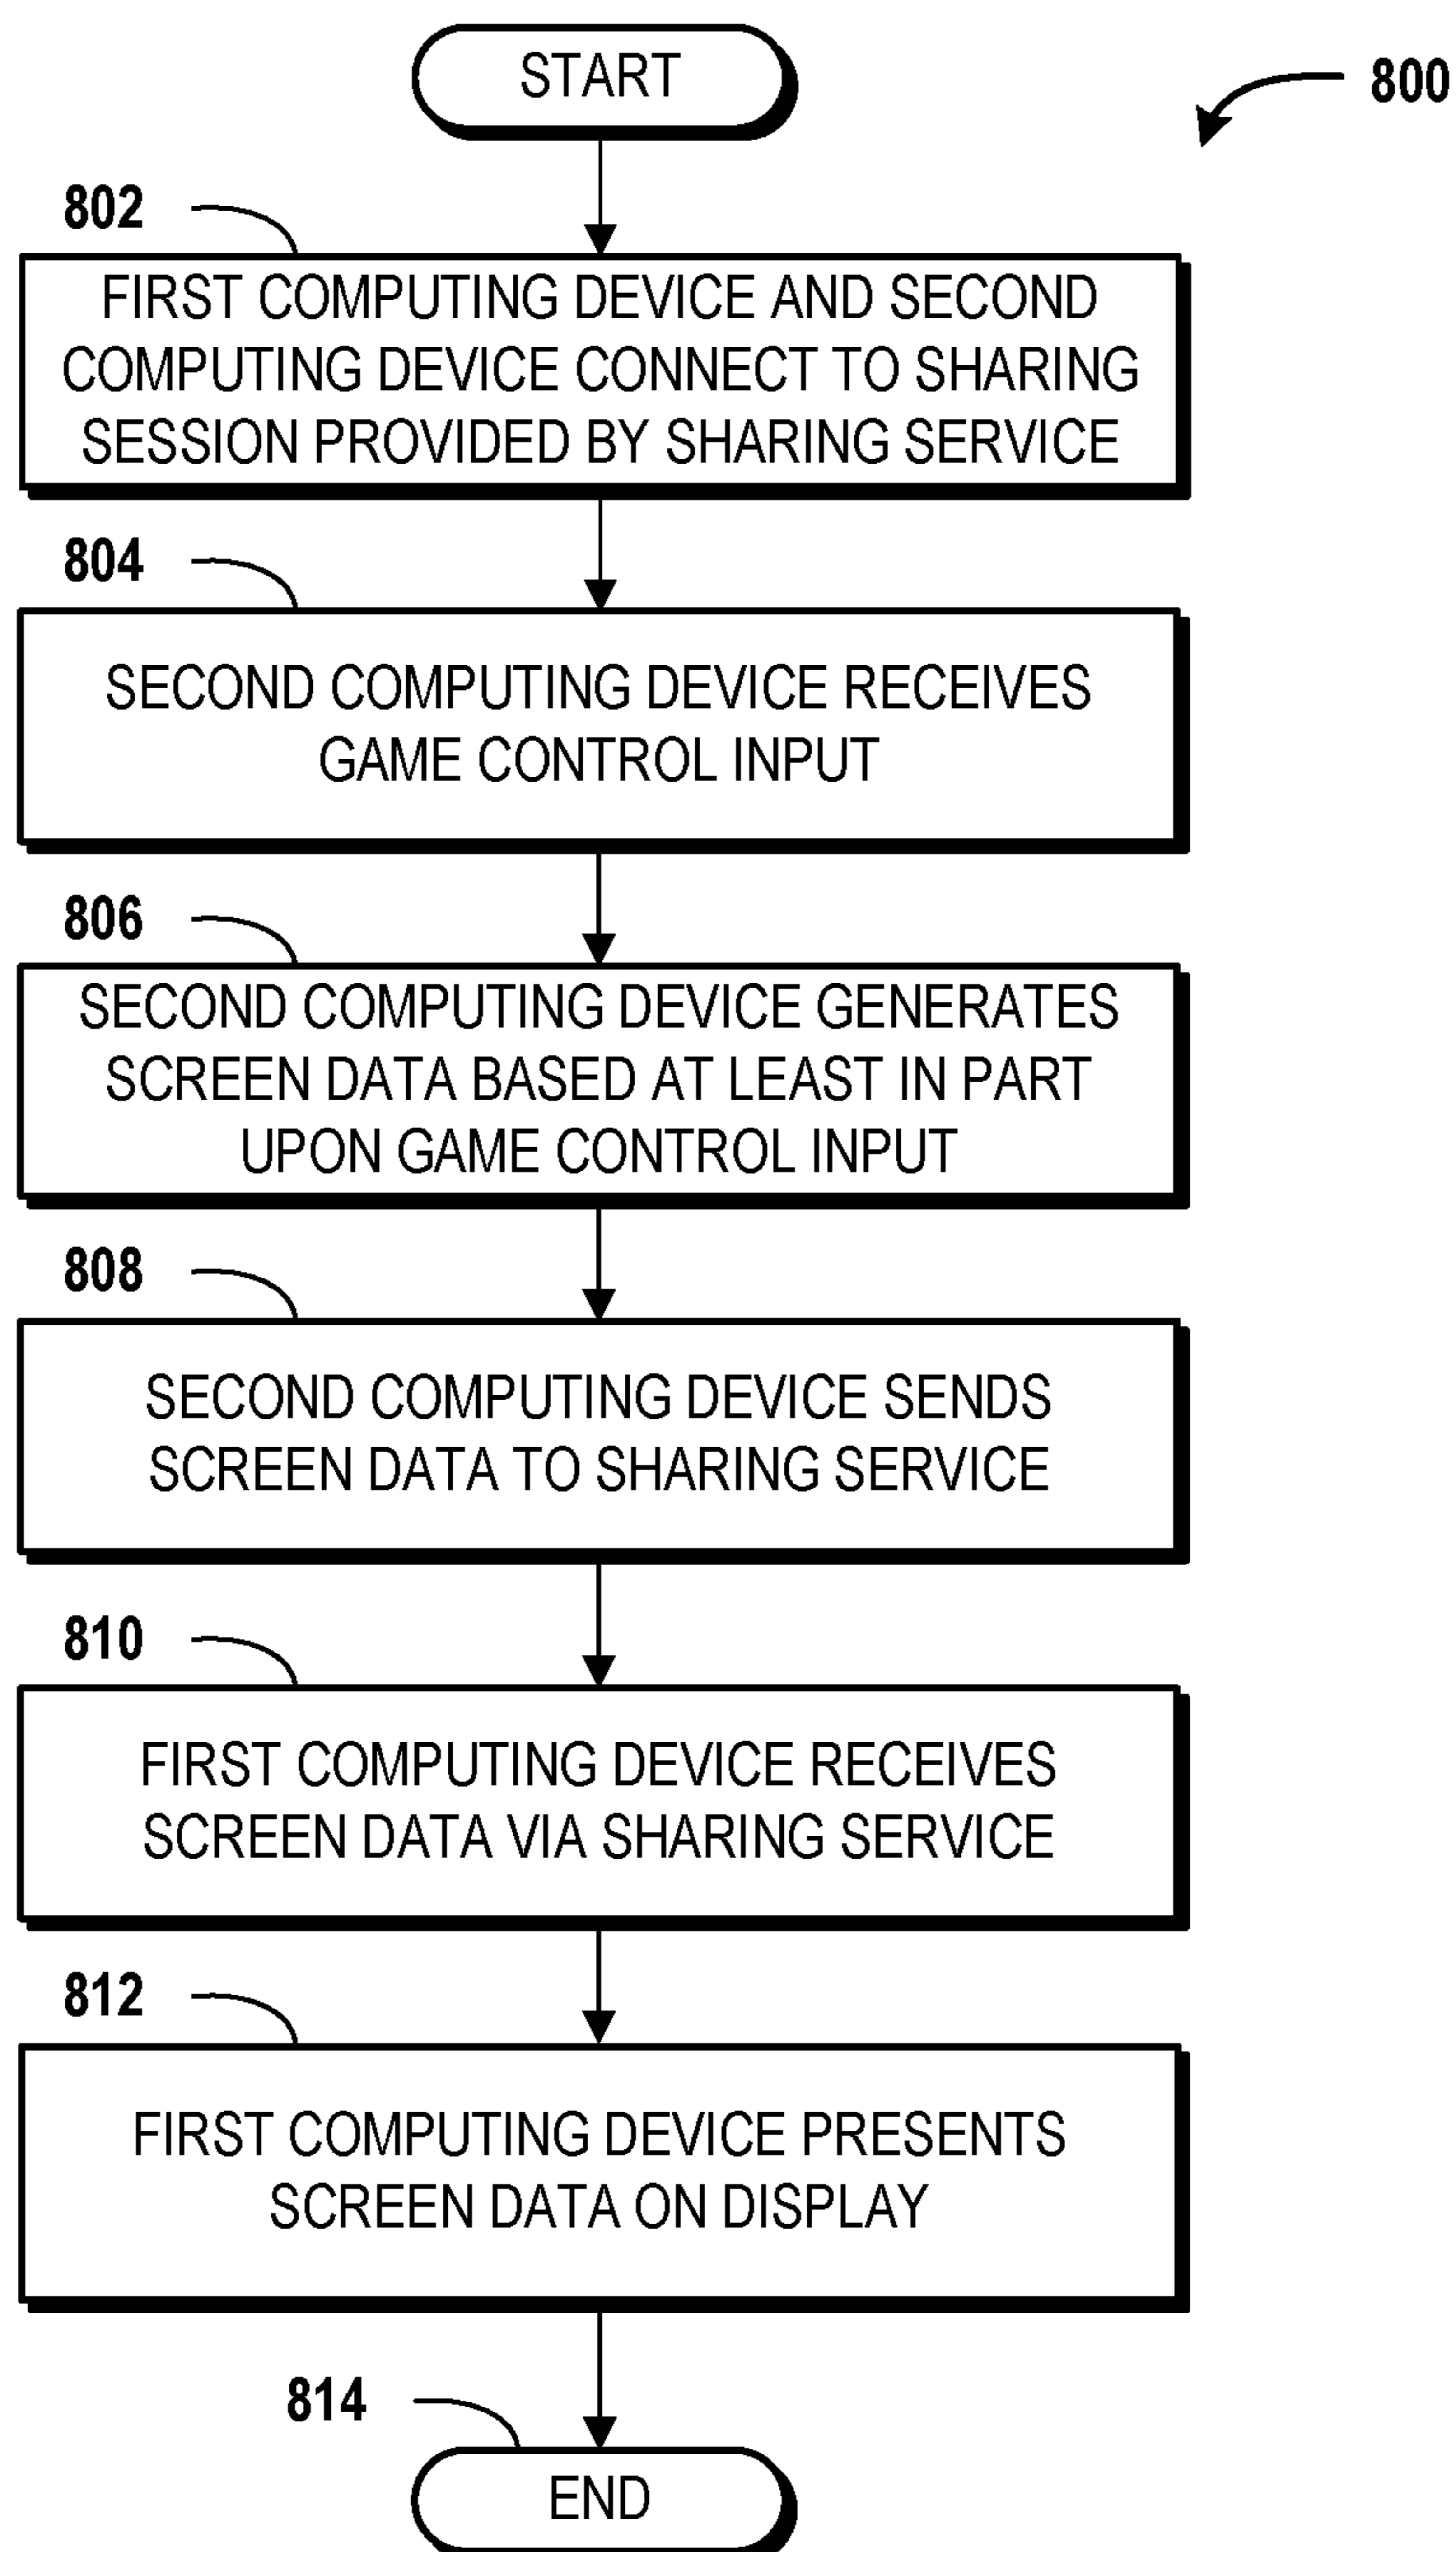 START
800
802
FIRST COMPUTING DEVICE AND SECOND
COMPUTING DEVICE CONNECT TO SHARING
SESSION PROVIDED BY SHARING SERVICE
804
SECOND COMPUTING DEVICE RECEIVES
GAME CONTROL INPUT
806
SECOND COMPUTING DEVICE GENERATES
SCREEN DATA BASED AT LEAST IN PART
UPON GAME CONTROL INPUT
808
SECOND COMPUTING DEVICE SENDS
SCREEN DATA TO SHARING SERVICE
810
FIRST COMPUTING DEVICE RECEIVES
SCREEN DATA VIA SHARING SERVICE
812
FIRST COMPUTING DEVICE PRESENTS
SCREEN DATA ON DISPLAY
814
END